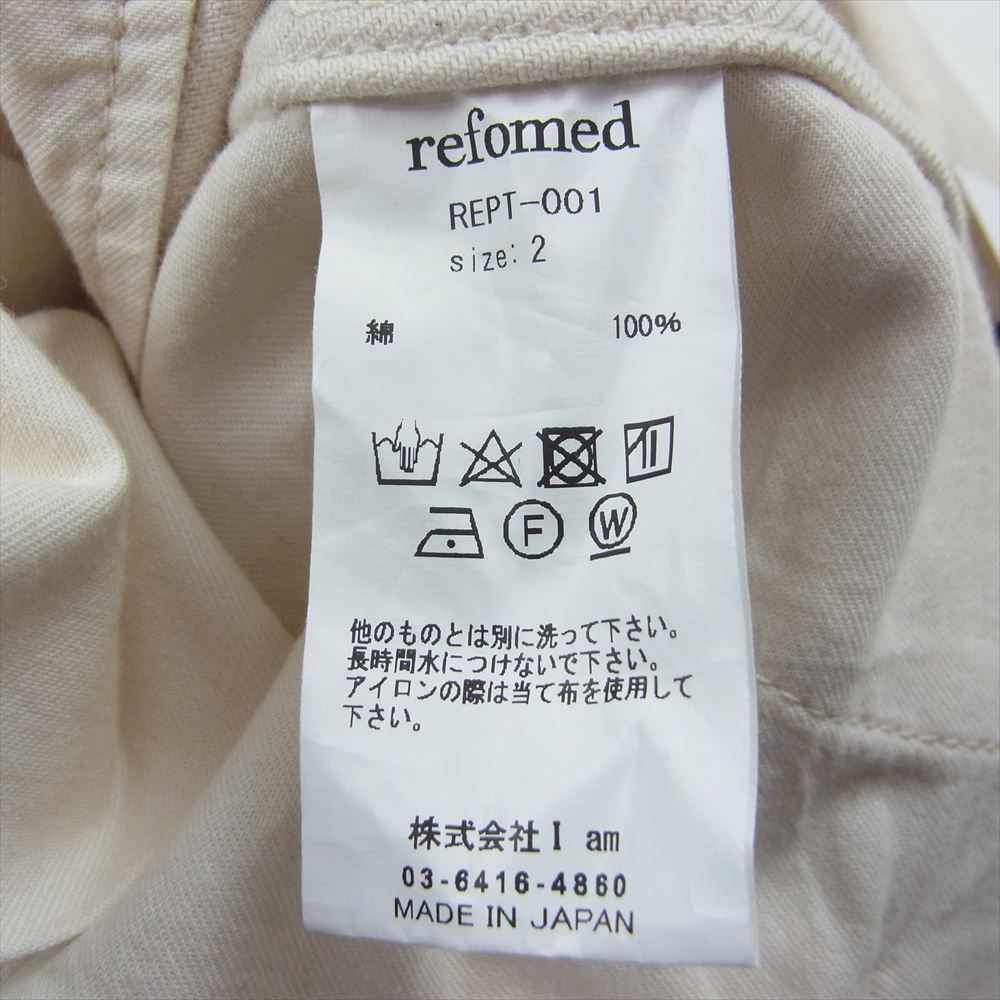 refomed
REPT-001
size: 2
綿 100%
F W
他のものとは別に洗って下さい。
長時間水につけないで下さい。
アイロンの際は当て布を使用して
下さい。
株式会社I am
03-6416-4860
MADE IN JAPAN